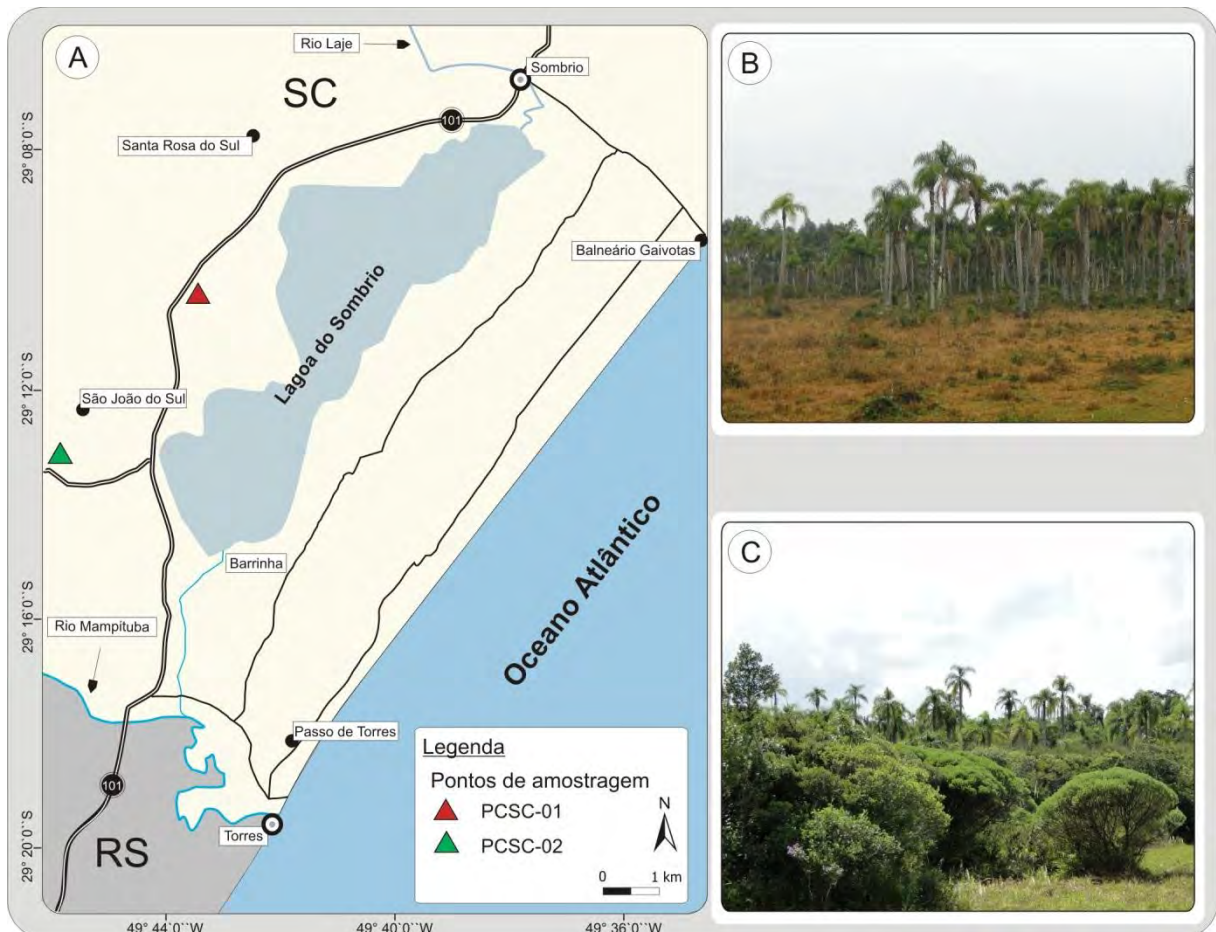 A
Rio Laje
Sombrio
SC
101
Santa Rosa do Sul
29° 08´0´´S
Balneário Gaivotas
Lagoa do Sombrio
29° 12´0´´S
São João do Sul
Oceano Atlântico
Barrinha
29° 16´0´´S
Rio Mampituba
Passo de Torres
101
Torres
RS
29° 20´0´´S
Legenda
Pontos de amostragem
PCSC-01
PCSC-02
N
0 1 km
49° 44´0´´W
49° 40´0´´W
49° 36´0´´W
B
C